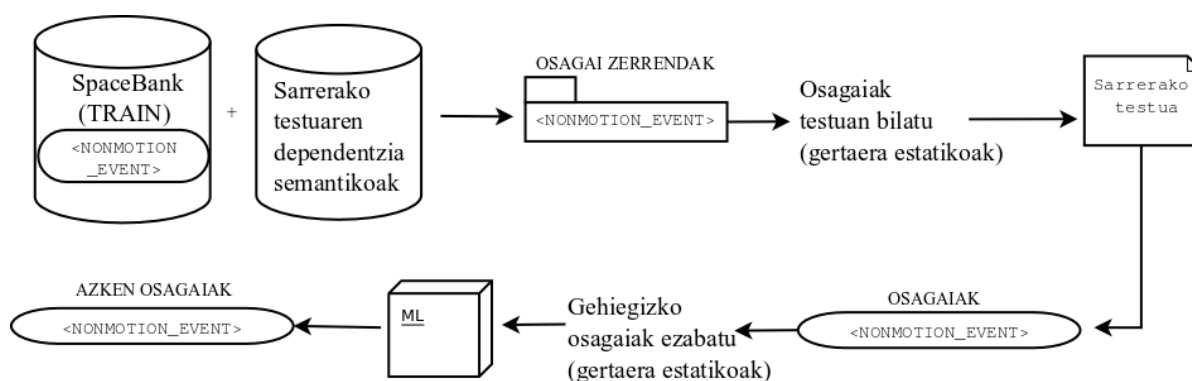 SpaceBank
(TRAIN)
<NONMOTION
_EVENT>
+
Sarrerako
testuaren
dependentzia
semantikoak
OSAGAI ZERRENDAK
<NONMOTION_EVENT>
Osagaiak
testuan bilatu
(gertaera estatikoak)
Sarrerako
testua
AZKEN OSAGAIAK
<NONMOTION_EVENT>
ML
Gehiegizko
osagaiak ezabatu
(gertaera estatikoak)
OSAGAIAK
<NONMOTION_EVENT>